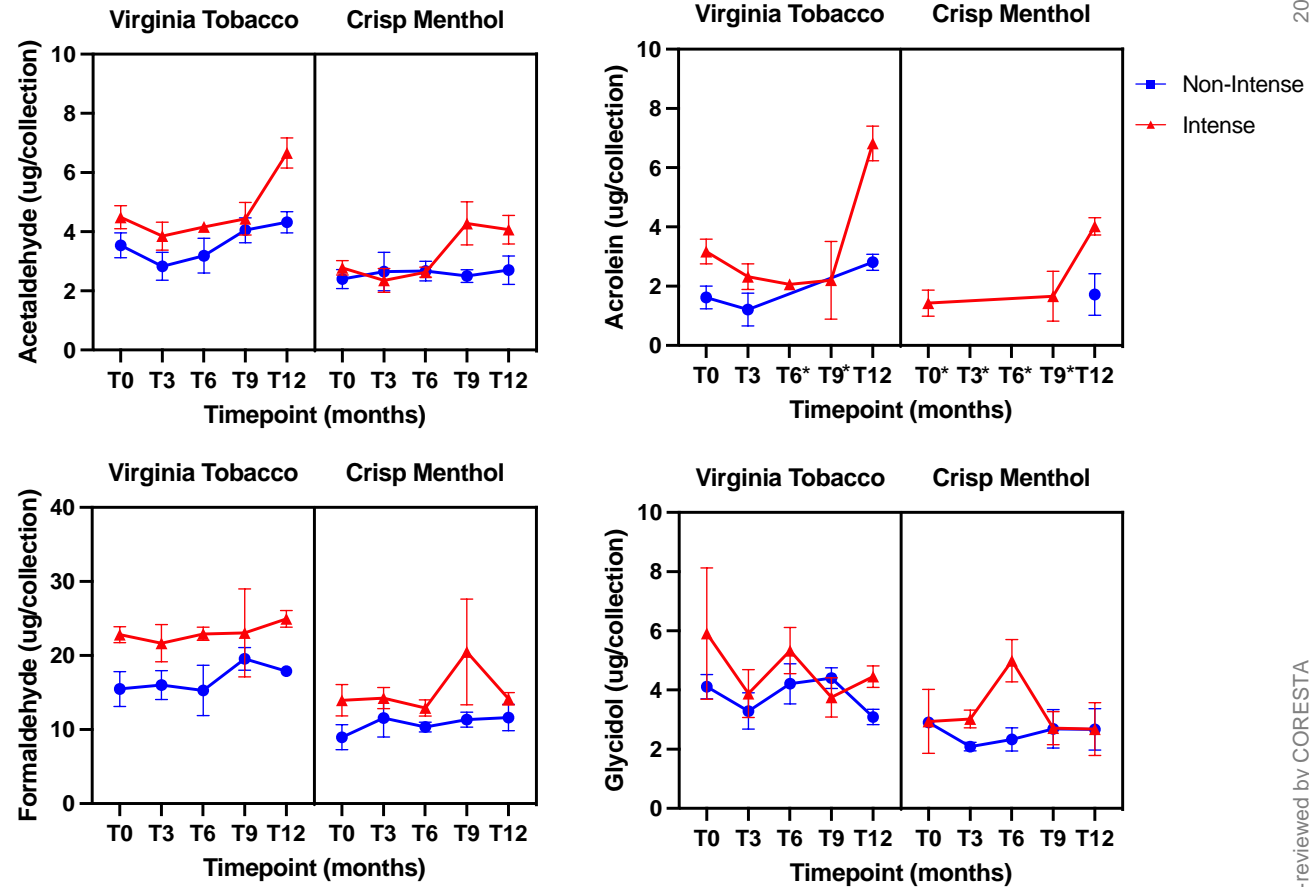 Virginia Tobacco Crisp Menthol
Acetaldehyde (ug/collection)
10
8
6
4
2
0
T0 T3 T6 T9 T12 T0 T3 T6 T9 T12
Timepoint (months)
Virginia Tobacco Crisp Menthol
Acrolein (ug/collection)
10
8
6
4
2
0
T0 T3 T6* T9* T12 T0* T3* T6* T9* T12
Timepoint (months)
Non-Intense
Intense
Virginia Tobacco Crisp Menthol
Formaldehyde (ug/collection)
40
30
20
10
0
T0 T3 T6 T9 T12 T0 T3 T6 T9 T12
Timepoint (months)
Virginia Tobacco Crisp Menthol
Glycidol (ug/collection)
10
8
6
4
2
0
T0 T3 T6 T9 T12 T0 T3 T6 T9 T12
Timepoint (months)
20
-reviewed by CORESTA